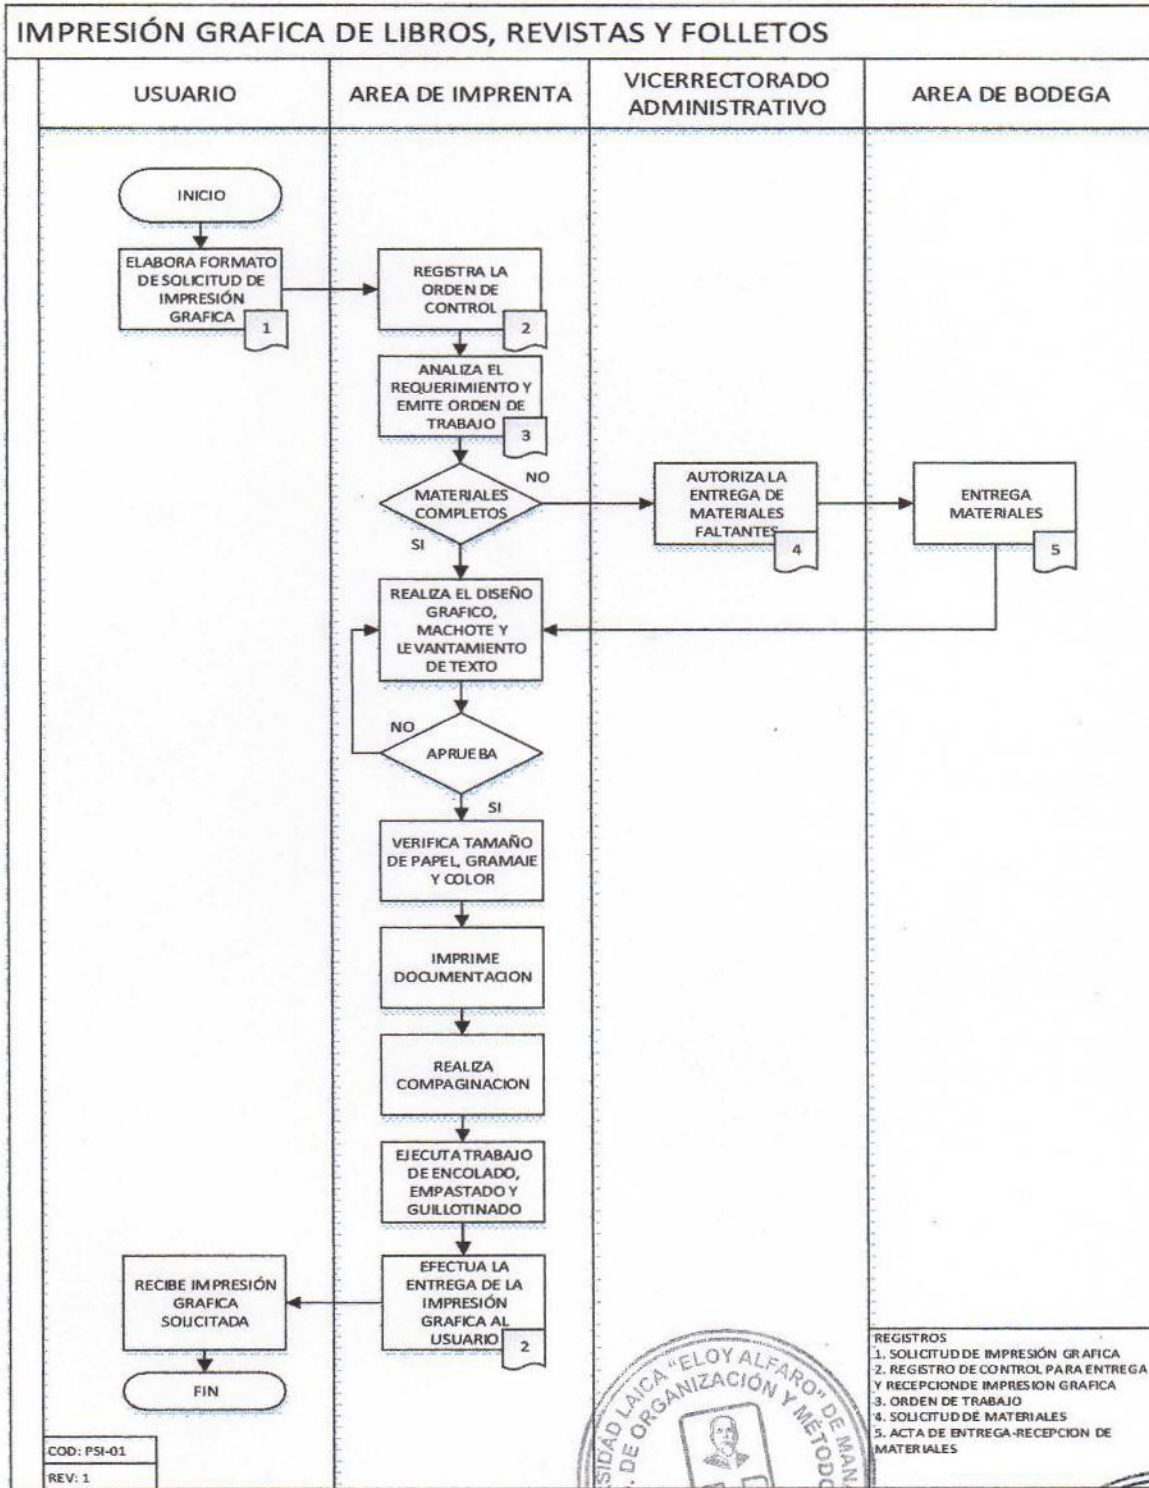 IMPRESIÓN GRAFICA DE LIBROS, REVISTAS Y FOLLETOS
USUARIO
AREA DE IMPRENTA
VICERRECTORADO
ADMINISTRATIVO
AREA DE BODEGA
INICIO
ELABORA FORMATO
DE SOLICITUD DE
IMPRESIÓN
GRAFICA
1
REGISTRA LA
ORDEN DE
CONTROL
2
ANALIZA EL
REQUERIMIENTO Y
EMITE ORDEN DE
TRABAJO
3
MATERIALES
COMPLETOS
NO
SI
AUTORIZA LA
ENTREGA DE
MATERIALES
FALTANTES
4
ENTREGA
MATERIALES
5
REALIZA EL DISEÑO
GRAFICO,
MACHOTE Y
LEVANTAMIENTO
DE TEXTO
NO
APRUEBA
SI
VERIFICA TAMAÑO
DE PAPEL, GRAMAJE
Y COLOR
IMPRIME
DOCUMENTACION
REALIZA
COMPAGINACION
EJECUTA TRABAJO
DE ENCOLADO,
EMPASTADO Y
GUILLOTINADO
EFECTUA LA
ENTREGA DE LA
IMPRESIÓN
GRAFICA AL
USUARIO
2
RECIBE IMPRESIÓN
GRAFICA
SOLICITADA
FIN
COD: PSI-01
REV: 1
LAICA "ELOY ALFARO" DE
DE ORGANIZACIÓN Y
REGISTROS
1. SOLICITUD DE IMPRESIÓN GRAFICA
2. REGISTRO DE CONTROL PARA ENTREGA
Y RECEPCIONDE IMPRESION GRAFICA
3. ORDEN DE TRABAJO
4. SOLICITUD DE MATERIALES
5. ACTA DE ENTREGA-RECEPCION DE
MATERIALES